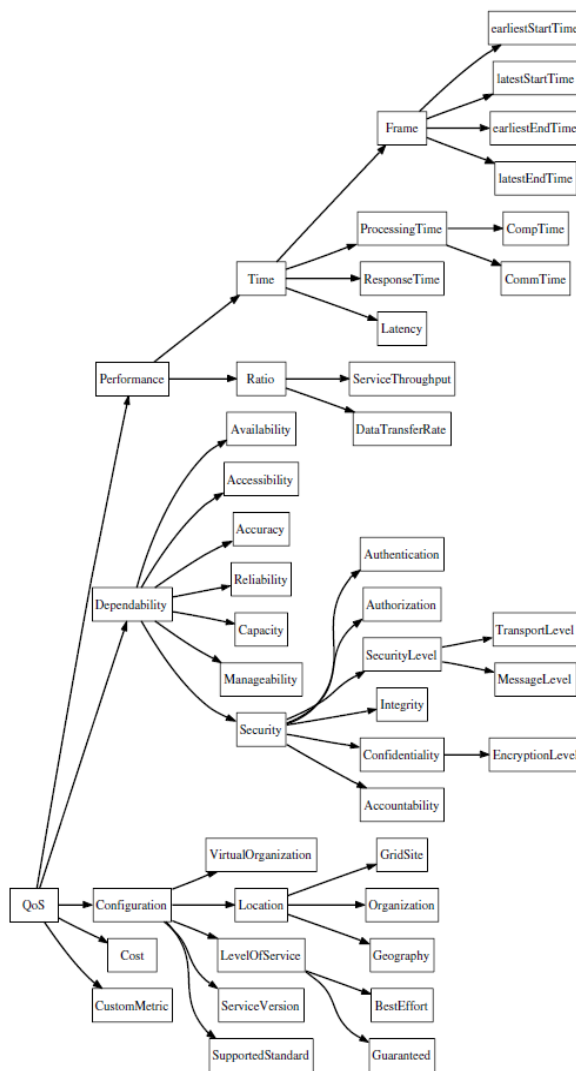 earliestStartTime
latestStartTime
Frame
earliestEndTime
latestEndTime
ProcessingTime
CompTime
Time
ResponseTime
CommTime
Latency
Performance
Ratio
ServiceThroughput
Availability
DataTransferRate
Accessibility
Accuracy
Authentication
Reliability
Dependability
Authorization
Capacity
TransportLevel
SecurityLevel
Manageability
MessageLevel
Integrity
Security
Confidentiality
EncryptionLevel
Accountability
VirtualOrganization
GridSite
QoS
Configuration
Location
Organization
Cost
LevelOfService
Geography
CustomMetric
ServiceVersion
BestEffort
SupportedStandard
Guaranteed